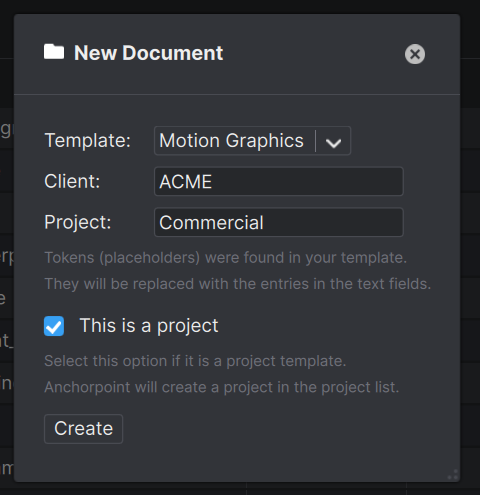 New Document
Template: Motion Graphics
Client: ACME
Project: Commercial
Tokens (placeholders) were found in your template.
They will be replaced with the entries in the text fields.
This is a project
Select this option if it is a project template.
Anchorpoint will create a project in the project list.
Create